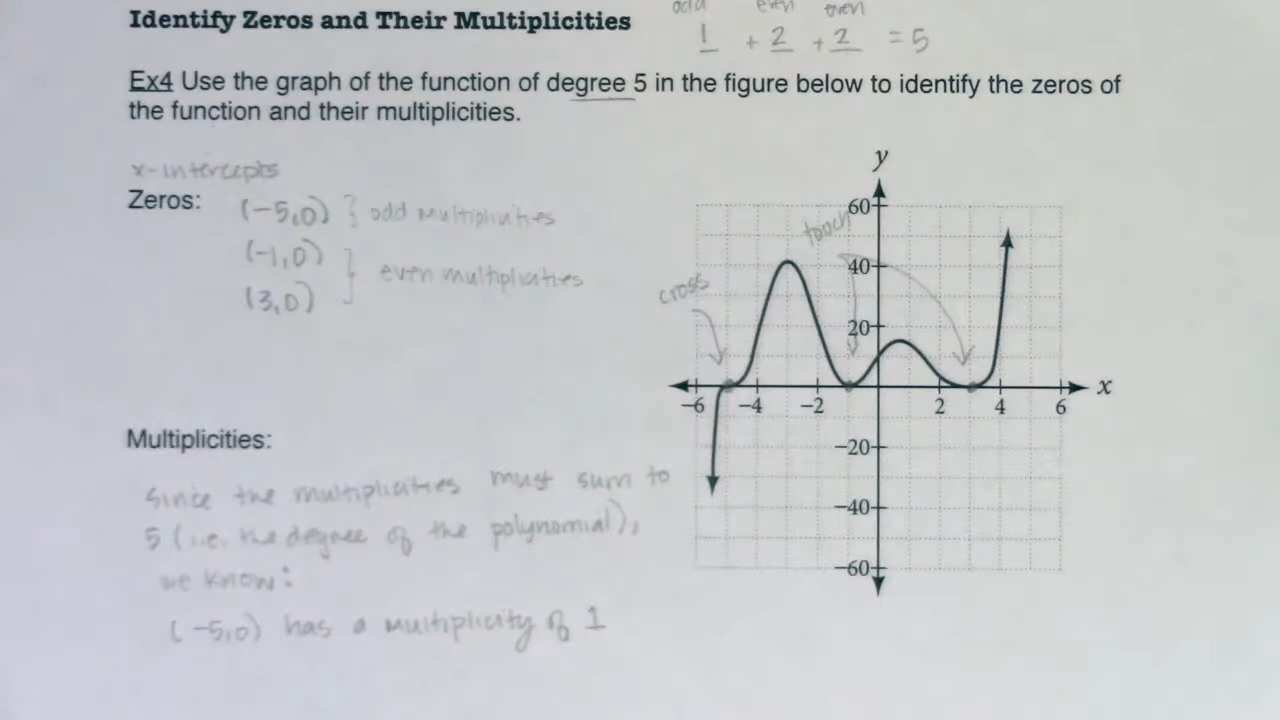 Identify Zeros and Their Multiplicities
odd even even
1 + 2 + 2 = 5
Ex4 Use the graph of the function of degree 5 in the figure below to identify the zeros of
the function and their multiplicities.
x-intercepts
Zeros: (-5,0) } odd multiplicities
(-1,0)
(3,0) } even multiplicities
Multiplicities:
Since the multiplicities must sum to
5 (i.e. the degree of the polynomial),
we know:
(-5,0) has a multiplicity of 1
y
60
touch
40
cross
20
-6 -4 -2 2 4 6 x
-20
-40
-60